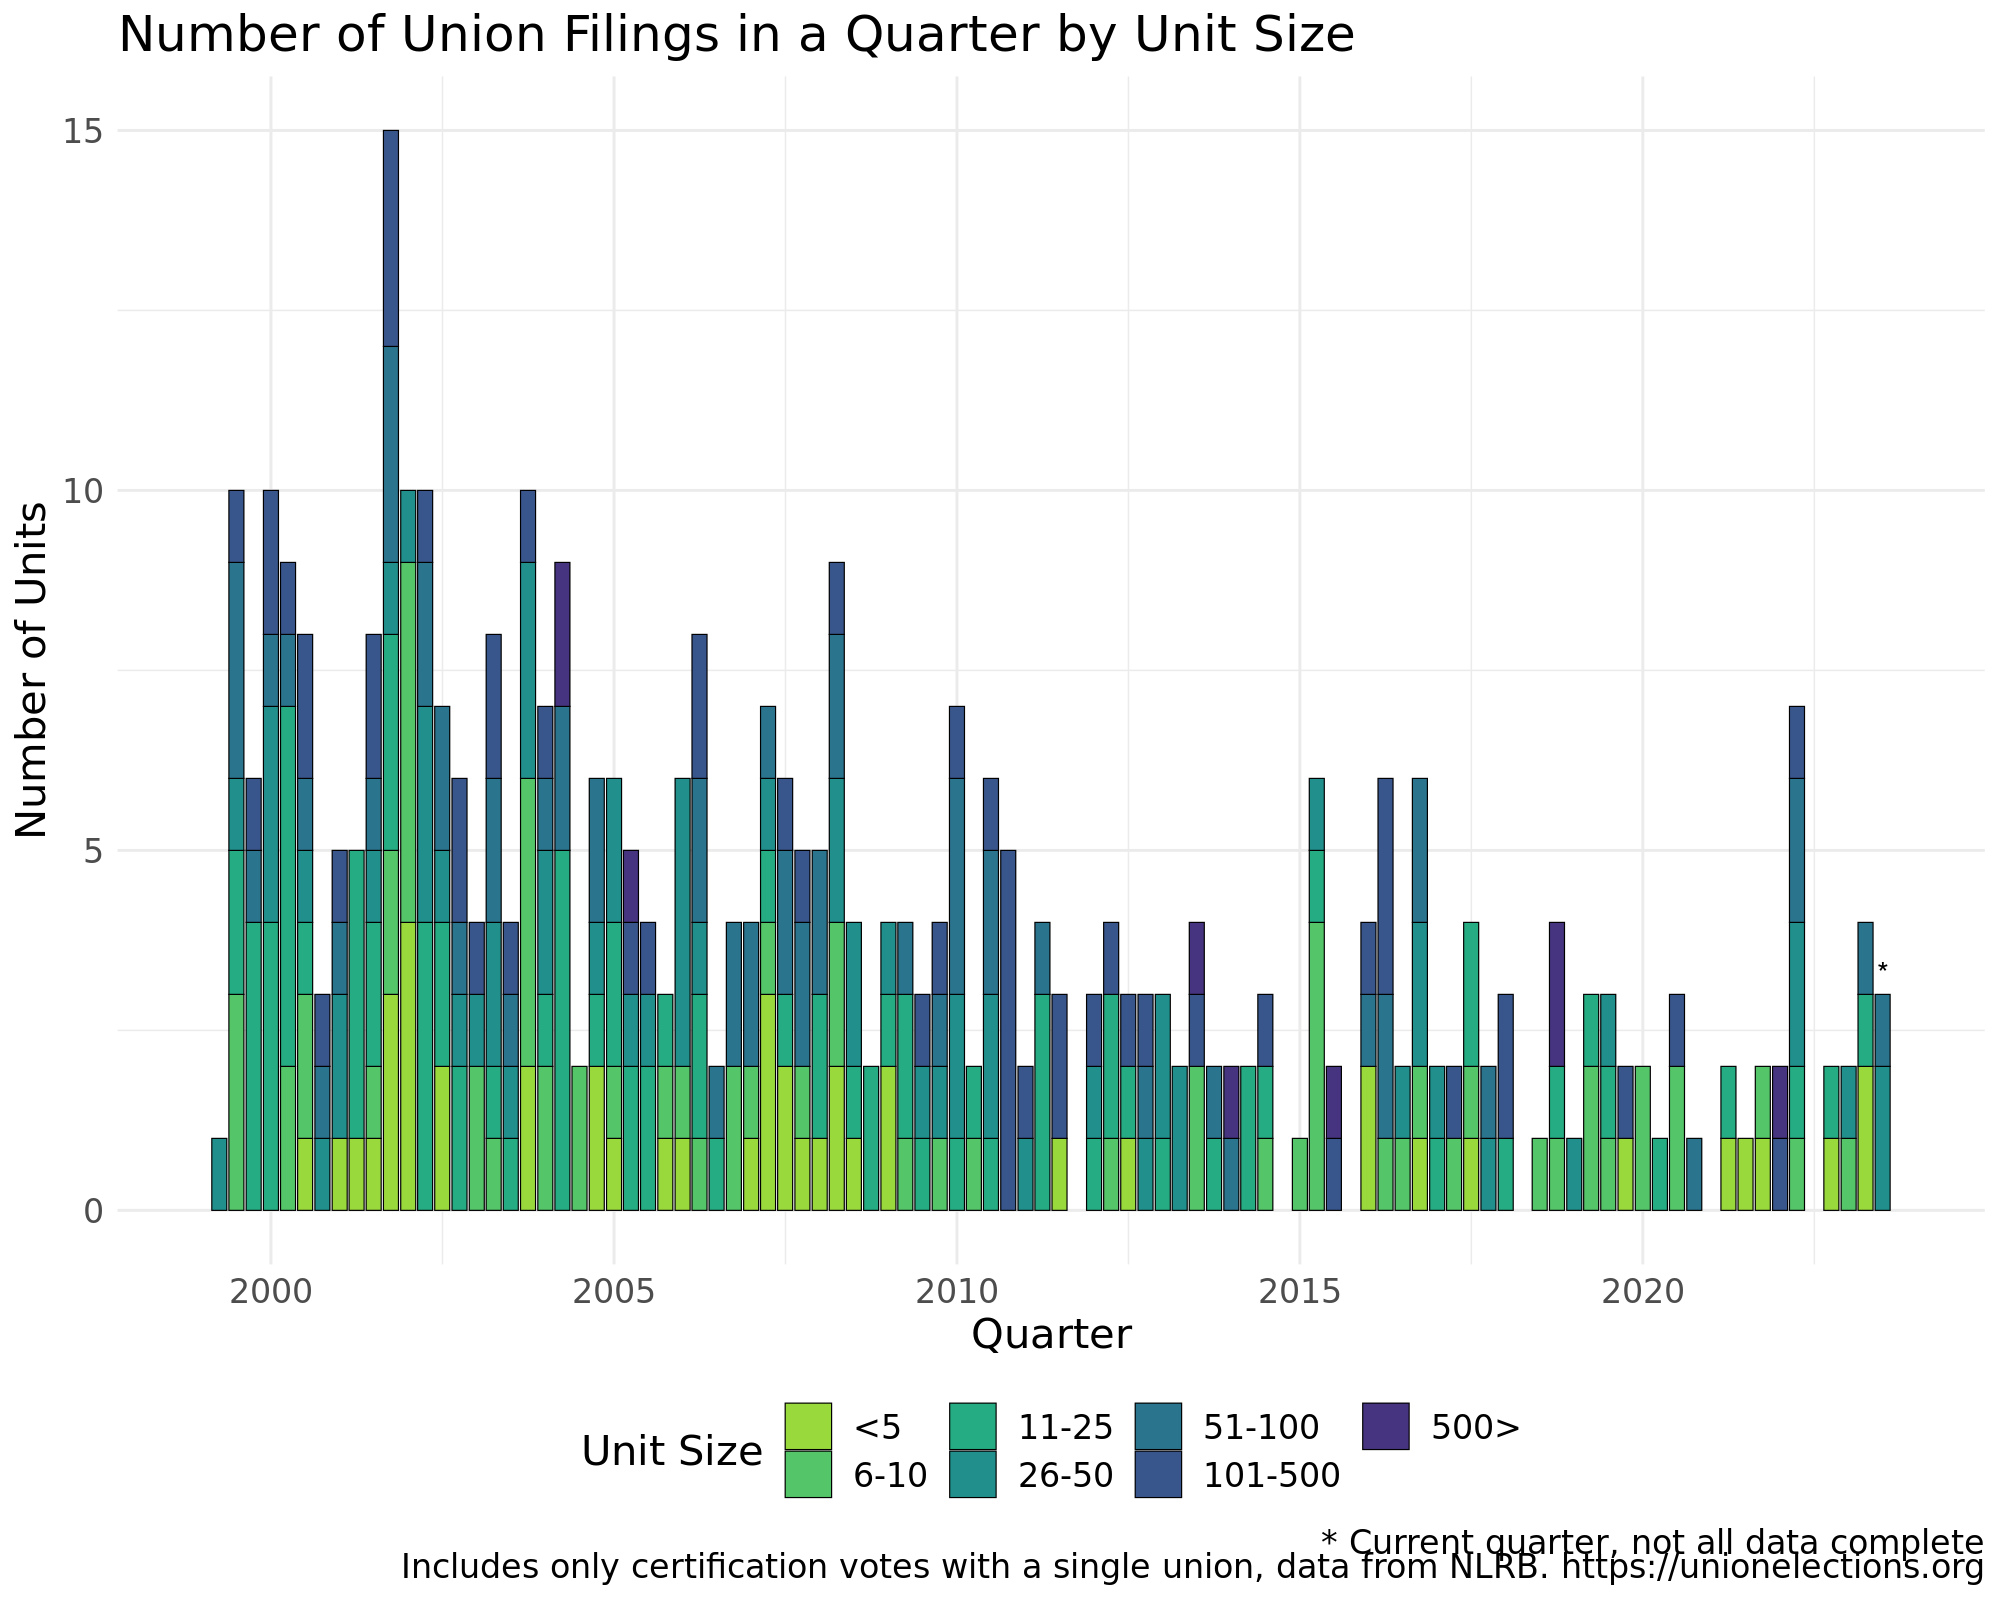 Number of Union Filings in a Quarter by Unit Size
Number of Units
15
10
5
0
*
2000 2005 2010 2015 2020
Quarter
Unit Size
<5 11-25 51-100 500>
6-10 26-50 101-500
* Current quarter, not all data complete
Includes only certification votes with a single union, data from NLRB. https://unionelections.org